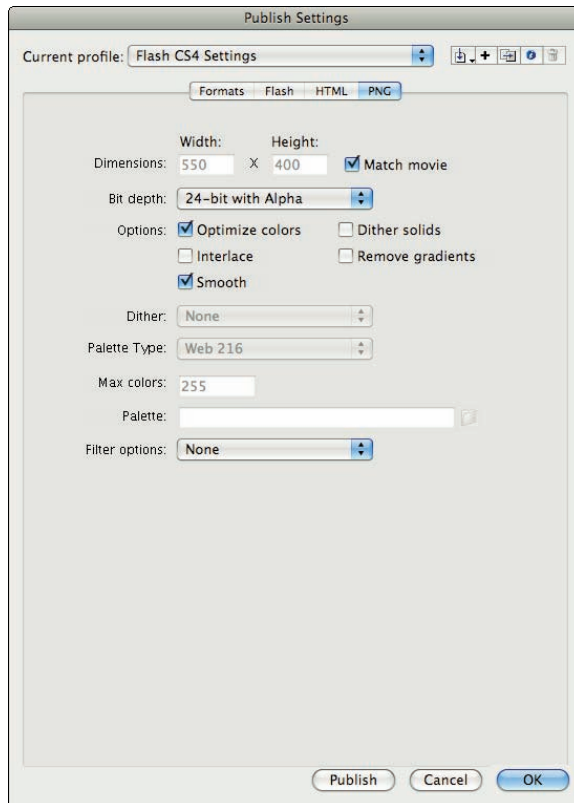 Publish Settings
Current profile: Flash CS4 Settings
Formats Flash HTML PNG
Width: Height:
Dimensions: 550 X 400 Match movie
Bit depth: 24-bit with Alpha
Options: Optimize colors Dither solids
Interlace Remove gradients
Smooth
Dither: None
Palette Type: Web 216
Max colors: 255
Palette:
Filter options: None
Publish Cancel OK